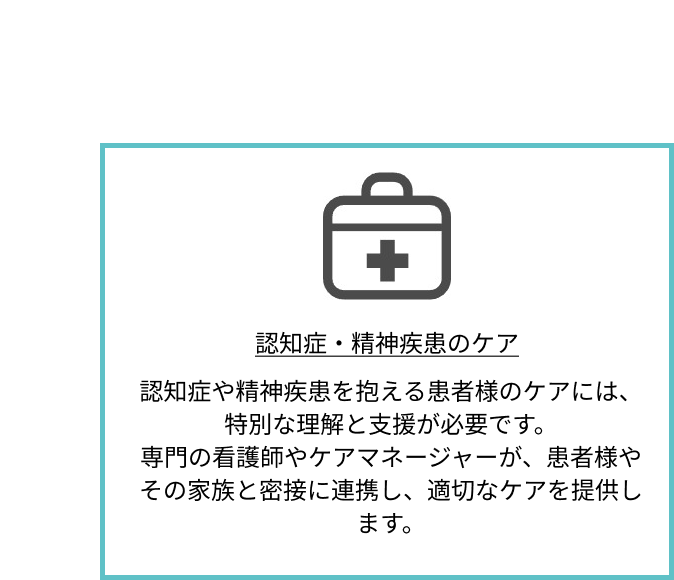 認知症・精神疾患のケア
認知症や精神疾患を抱える患者様のケアには、
特別な理解と支援が必要です。
専門の看護師やケアマネージャーが、患者様や
その家族と密接に連携し、適切なケアを提供し
ます。